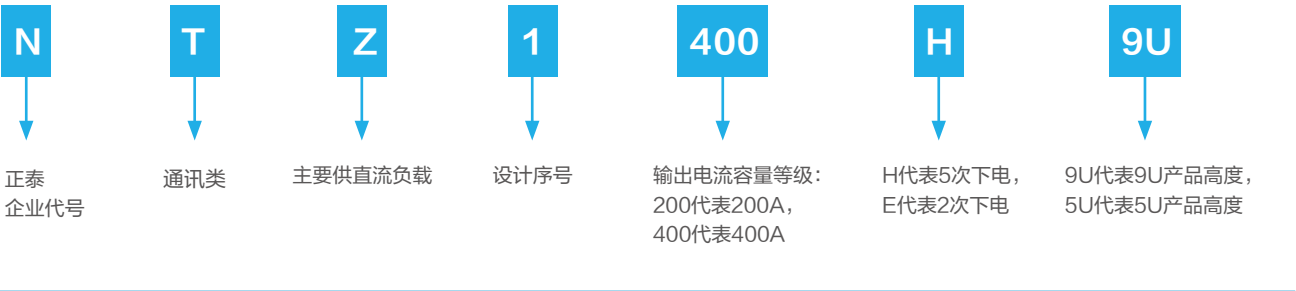 N
T
Z
1
400
H
9U
正泰
企业代号
通讯类
主要供直流负载
设计序号
输出电流容量等级：
200代表200A，
400代表400A
H代表5次下电，
E代表2次下电
9U代表9U产品高度，
5U代表5U产品高度